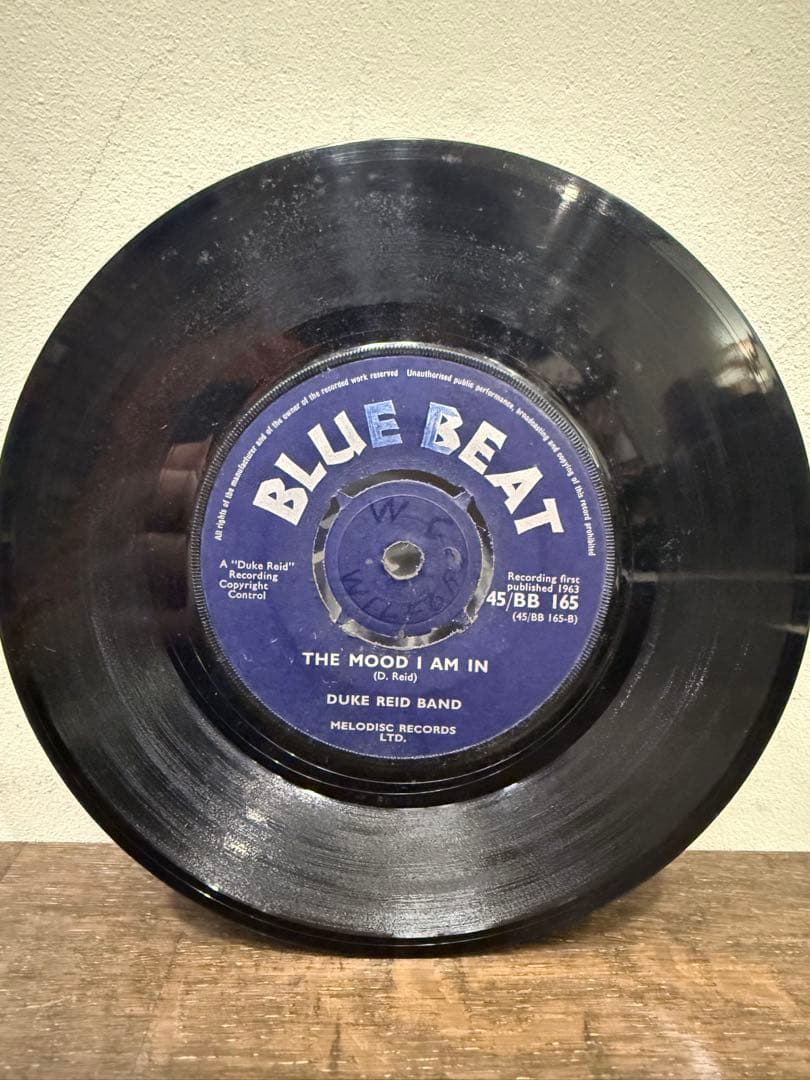 All rights of the manufacturer and of the owner of the recorded work reserved Unauthorised public performance, broadcasting and copying of this record prohibited
BLUE BEAT
W C
A "Duke Reid"
Recording
Copyright
Control
Recording first
published 1963
45/BB 165
(45/BB 165-B)
THE MOOD I AM IN
(D. Reid)
DUKE REID BAND
MELODISC RECORDS
LTD.